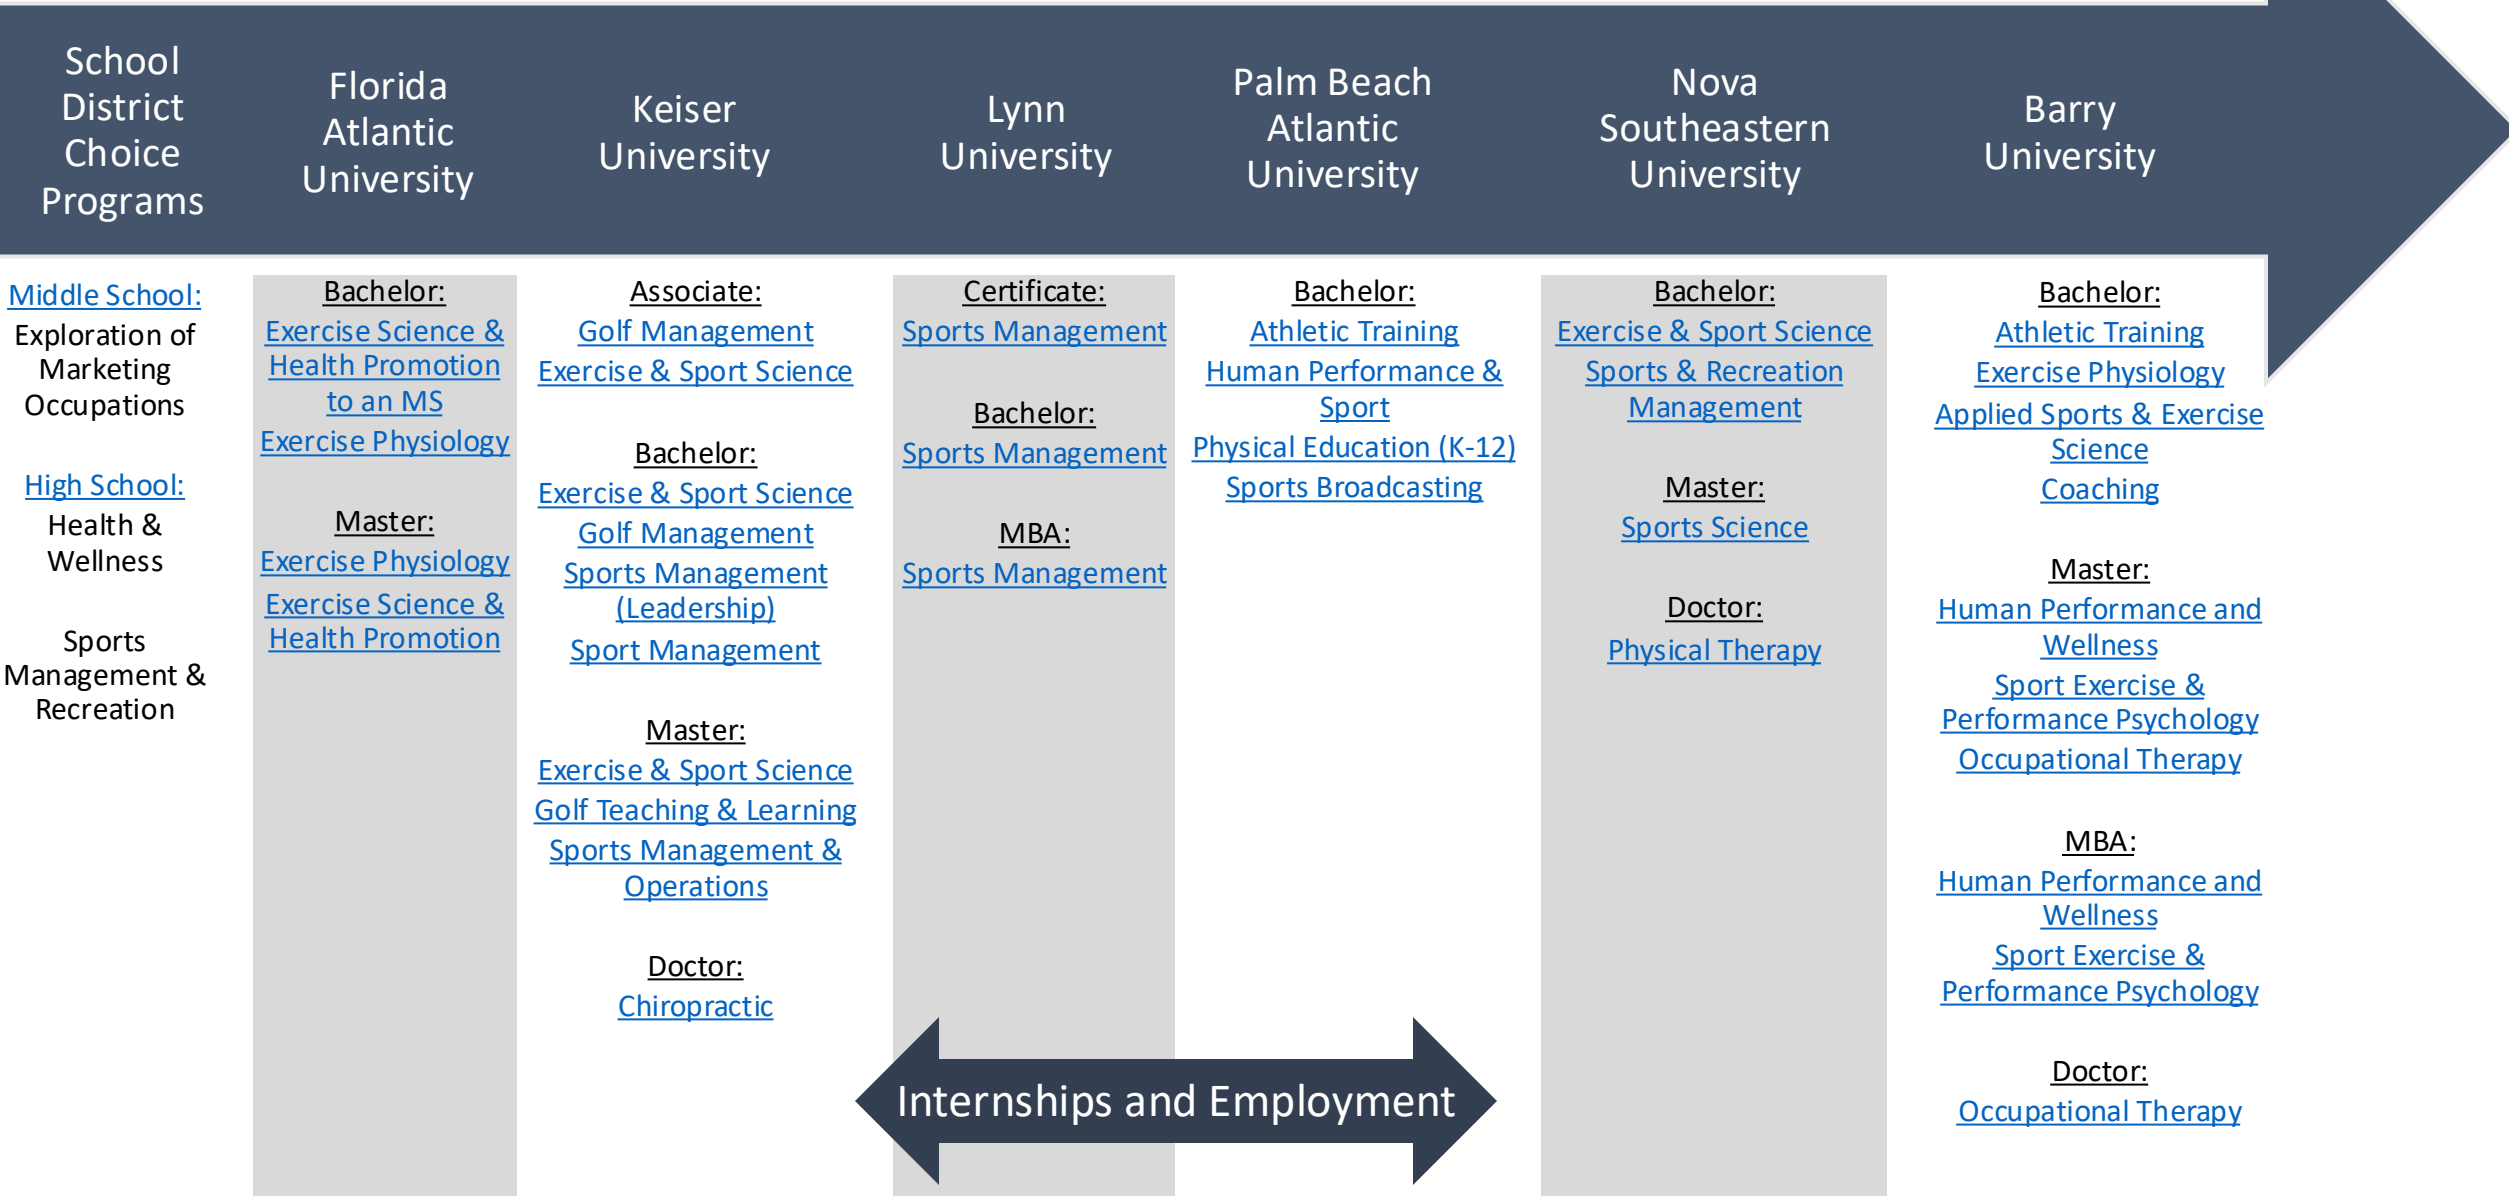 School
District
Choice
Programs
Florida
Atlantic
University
Keiser
University
Lynn
University
Palm Beach
Atlantic
University
Nova
Southeastern
University
Barry
University
Middle School:
Exploration of
Marketing
Occupations
High School:
Health &
Wellness
Sports
Management &
Recreation
Bachelor:
Exercise Science &
Health Promotion
to an MS
Exercise Physiology
Master:
Exercise Physiology
Exercise Science &
Health Promotion
Associate:
Golf Management
Exercise & Sport Science
Bachelor:
Exercise & Sport Science
Golf Management
Sports Management
(Leadership)
Sport Management
Master:
Exercise & Sport Science
Golf Teaching & Learning
Sports Management &
Operations
Doctor:
Chiropractic
Certificate:
Sports Management
Bachelor:
Sports Management
MBA:
Sports Management
Bachelor:
Athletic Training
Human Performance &
Sport
Physical Education (K-12)
Sports Broadcasting
Bachelor:
Exercise & Sport Science
Sports & Recreation
Management
Master:
Sports Science
Doctor:
Physical Therapy
Bachelor:
Athletic Training
Exercise Physiology
Applied Sports & Exercise
Science
Coaching
Master:
Human Performance and
Wellness
Sport Exercise &
Performance Psychology
Occupational Therapy
MBA:
Human Performance and
Wellness
Sport Exercise &
Performance Psychology
Doctor:
Occupational Therapy
Internships and Employment